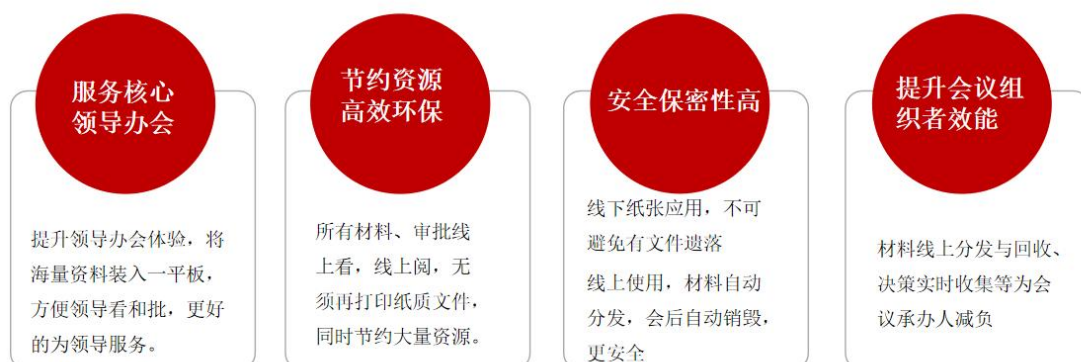 服务核心
领导办会
提升领导办会体验，将
海量资料装入一平板，
方便领导看和批，更好
的为领导服务。
节约资源
高效环保
所有材料、审批线
上看，线上阅，无
须再打印纸质文件，
同时节约大量资源。
安全保密性高
线下纸张应用，不可
避免有文件遗落
线上使用，材料自动
分发，会后自动销毁，
更安全
提升会议组
织者效能
材料线上分发与回收、
决策实时收集等为会
议承办人减负